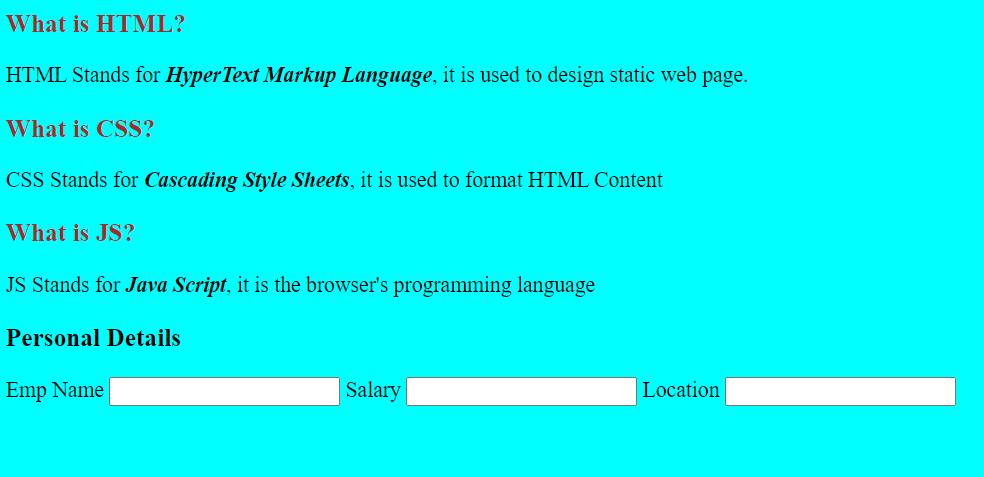 What is HTML?
HTML Stands for HyperText Markup Language, it is used to design static web page.
What is CSS?
CSS Stands for Cascading Style Sheets, it is used to format HTML Content
What is JS?
JS Stands for Java Script, it is the browser's programming language
Personal Details
Emp Name Salary Location